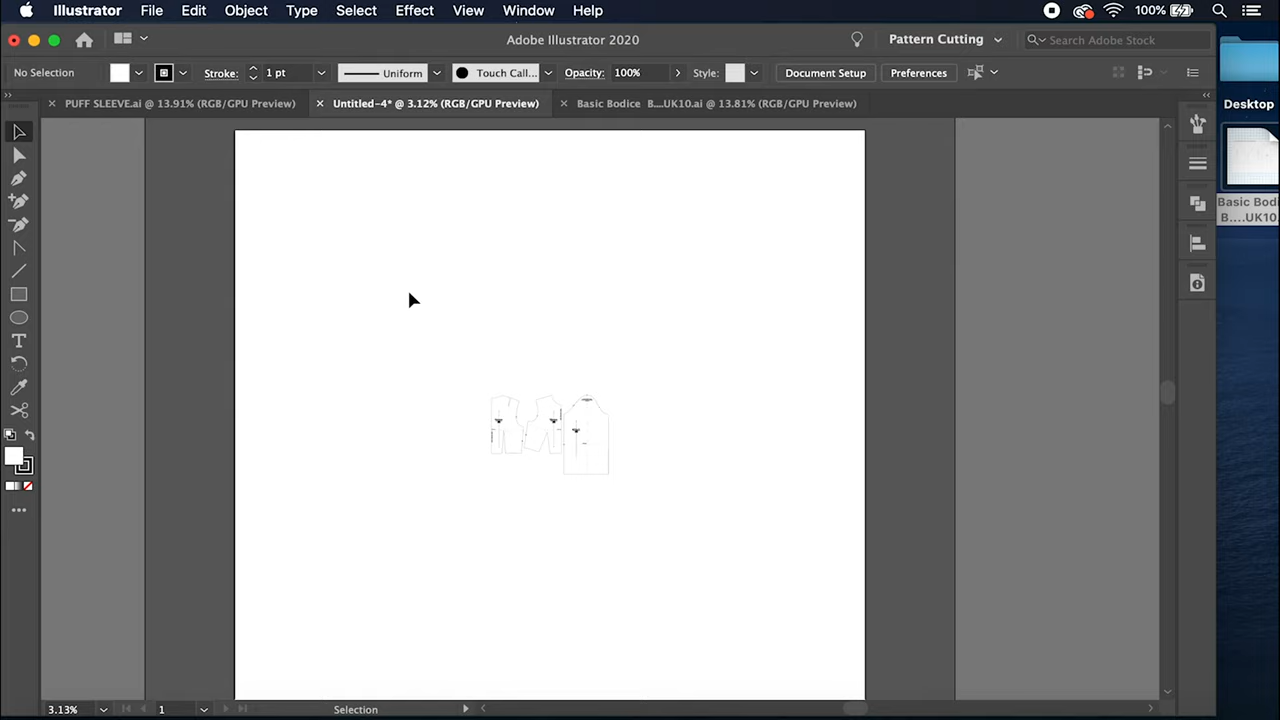 Illustrator File Edit Object Type Select Effect View Window Help 100%
Adobe Illustrator 2020 Pattern Cutting Search Adobe Stock
No Selection Stroke: 1 pt Uniform Touch Call... Opacity: 100% Style: Document Setup Preferences
PUFF SLEEVE.ai @ 13.91% (RGB/GPU Preview) Untitled-4* @ 3.12% (RGB/GPU Preview) Basic Bodice B....UK10.ai @ 13.81% (RGB/GPU Preview)
Desktop
Basic Bodi
B....UK10
3.13% 1 Selection